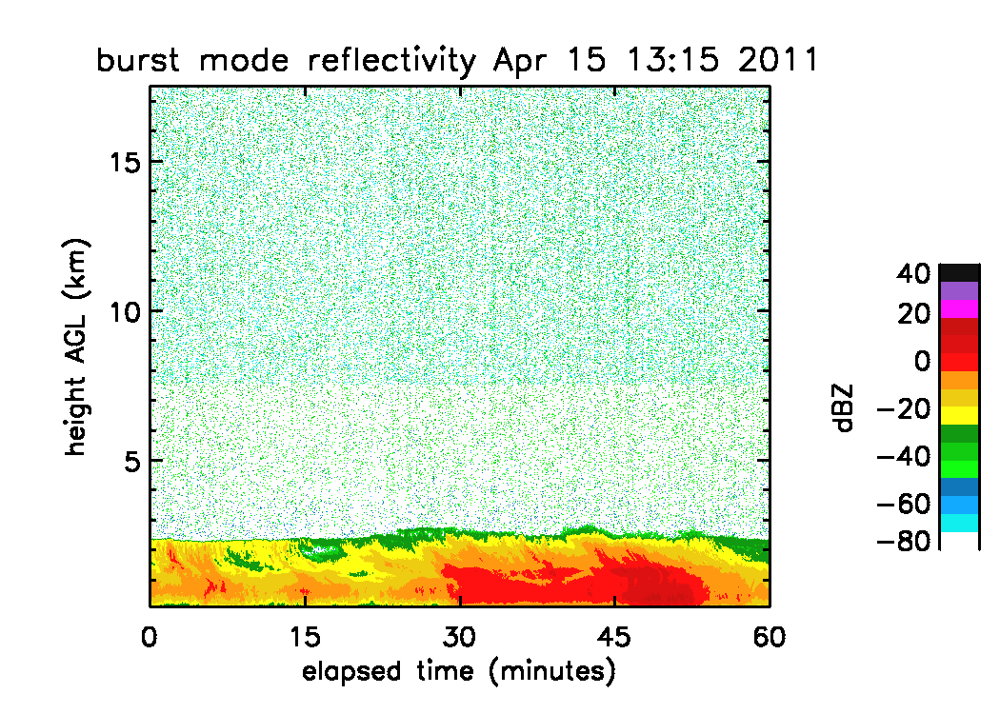 burst mode reflectivity Apr 15 13:15 2011
15
10
5
height AGL (km)
0 15 30 45 60
elapsed time (minutes)
40
20
0
−20
−40
−60
−80
dBZ